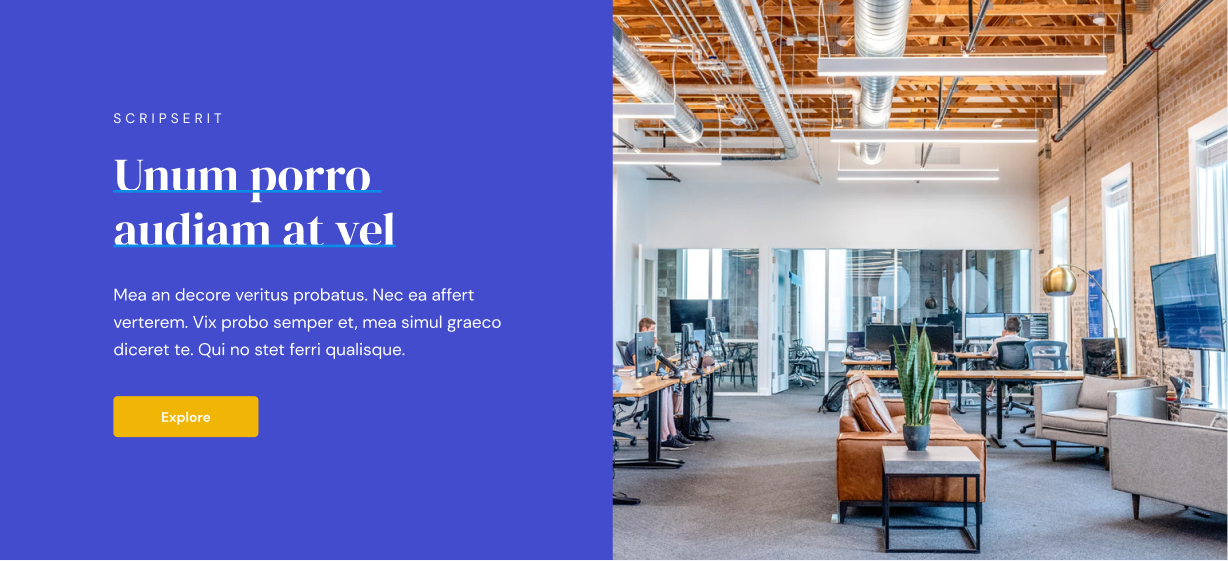 SCRIPSERIT
Unum porro
audiam at vel
Mea an decore veritus probatus. Nec ea affert
verterem. Vix probo semper et, mea simul graeco
diceret te. Qui no stet ferri qualisque.
Explore